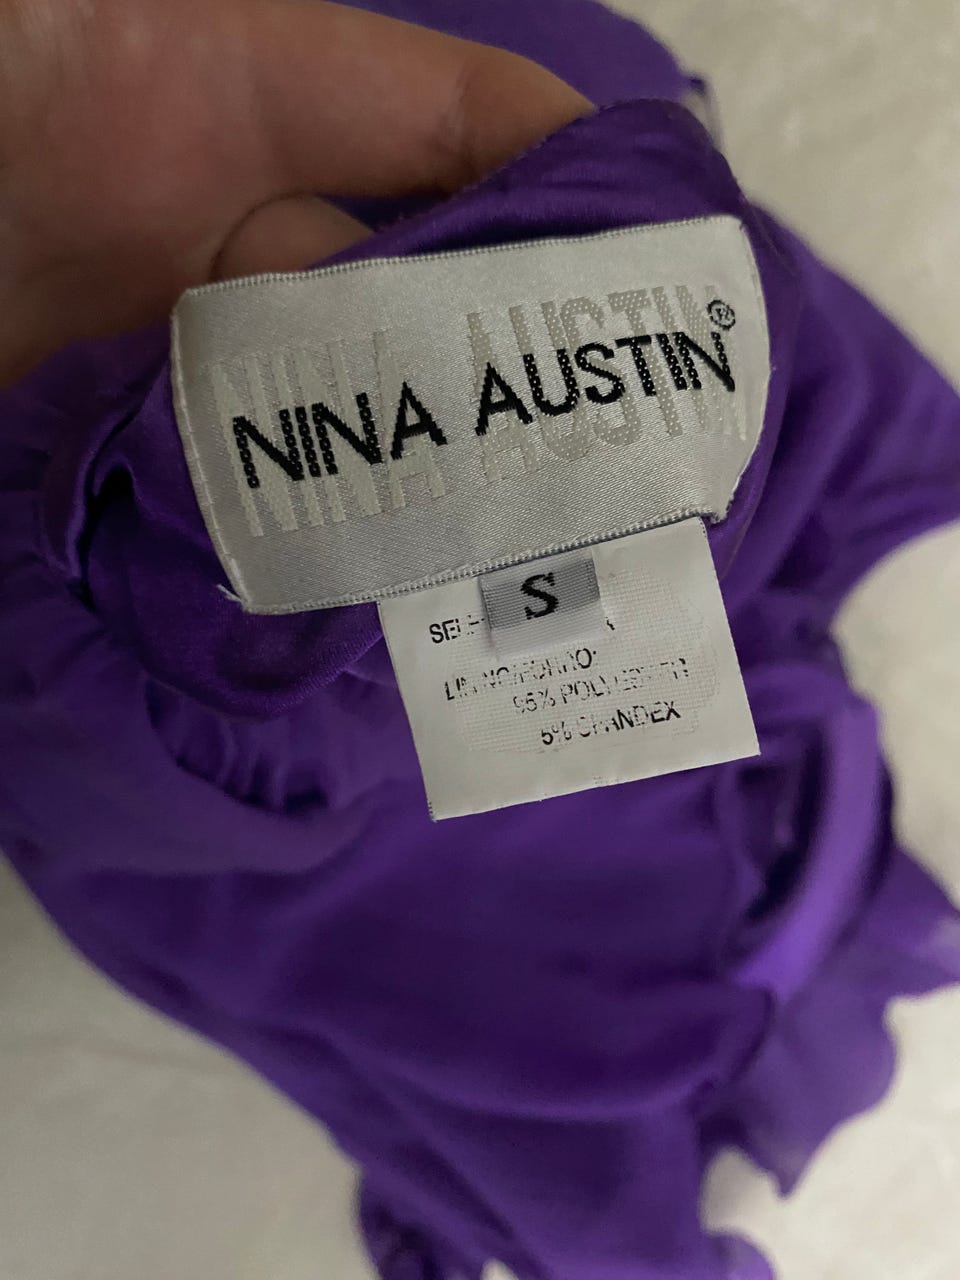 NINA AUSTIN®
S
LINING/FORRO:
95% POLYESTER
5% SPANDEX